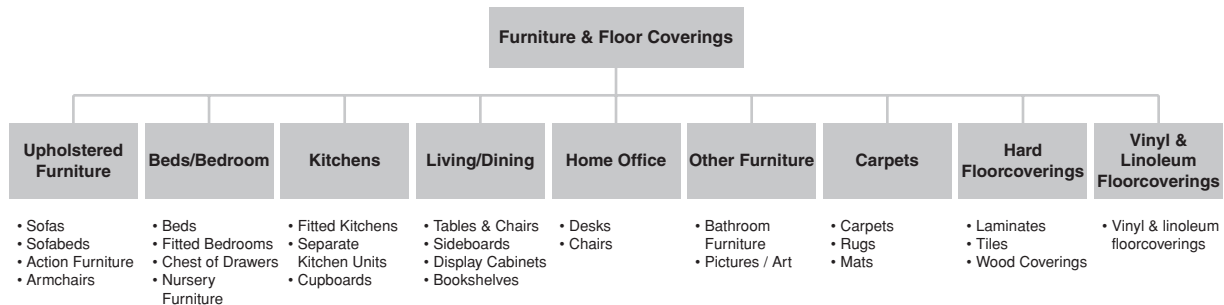 Furniture & Floor Coverings
Upholstered
Furniture
Beds/Bedroom
Kitchens
Living/Dining
Home Office
Other Furniture
Carpets
Hard
Floorcoverings
Vinyl &
Linoleum
Floorcoverings
• Sofas
• Sofabeds
• Action Furniture
• Armchairs
• Beds
• Fitted Bedrooms
• Chest of Drawers
• Nursery
Furniture
• Fitted Kitchens
• Separate
Kitchen Units
• Cupboards
• Tables & Chairs
• Sideboards
• Display Cabinets
• Bookshelves
• Desks
• Chairs
• Bathroom
Furniture
• Pictures / Art
• Carpets
• Rugs
• Mats
• Laminates
• Tiles
• Wood Coverings
• Vinyl & linoleum
floorcoverings